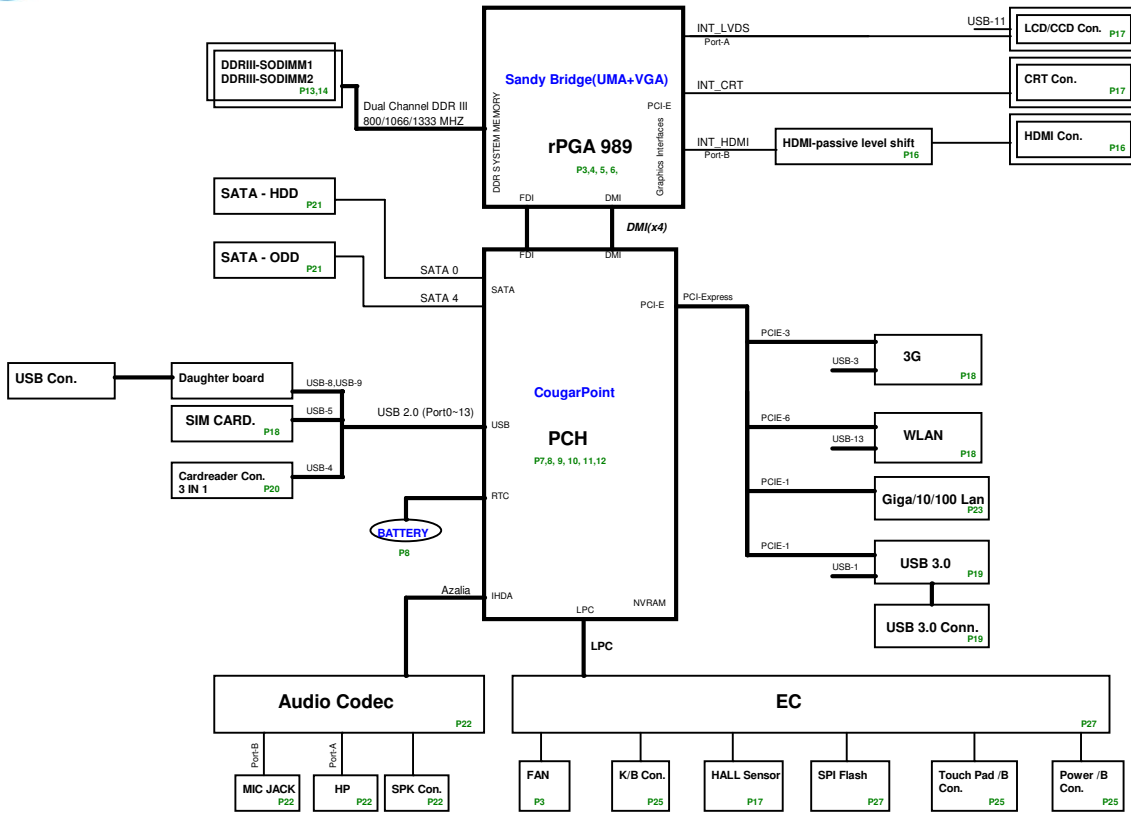 INT_LVDS
Port-A
USB-11
LCD/CCD Con.
P17
DDRIII-SODIMM1
DDRIII-SODIMM2
P13,14
Dual Channel DDR III
800/1066/1333 MHZ
DDR SYSTEM MEMORY
Sandy Bridge(UMA+VGA)
PCI-E
rPGA 989
P3,4, 5, 6,
Graphics Interfaces
FDI
DMI
INT_CRT
CRT Con.
P17
INT_HDMI
Port-B
HDMI-passive level shift
P16
HDMI Con.
P16
DMI(x4)
SATA - HDD
P21
SATA - ODD
P21
SATA 0
SATA 4
FDI
DMI
SATA
PCI-E
PCI-Express
PCIE-3
USB-3
3G
P18
USB Con.
Daughter board
USB-8,USB-9
SIM CARD.
P18
USB-5
USB 2.0 (Port0~13)
USB
Cardreader Con.
3 IN 1
P20
USB-4
CougarPoint
PCH
P7,8, 9, 10, 11,12
PCIE-6
USB-13
WLAN
P18
PCIE-1
Giga/10/100 Lan
P23
RTC
BATTERY
P8
PCIE-1
USB-1
USB 3.0
P19
USB 3.0 Conn.
P19
Azalia
IHDA
LPC
NVRAM
LPC
Audio Codec
P22
EC
P27
Port-B
Port-A
MIC JACK
P22
HP
P22
SPK Con.
P22
FAN
P3
K/B Con.
P25
HALL Sensor
P17
SPI Flash
P27
Touch Pad /B
Con.
P25
Power /B
Con.
P25